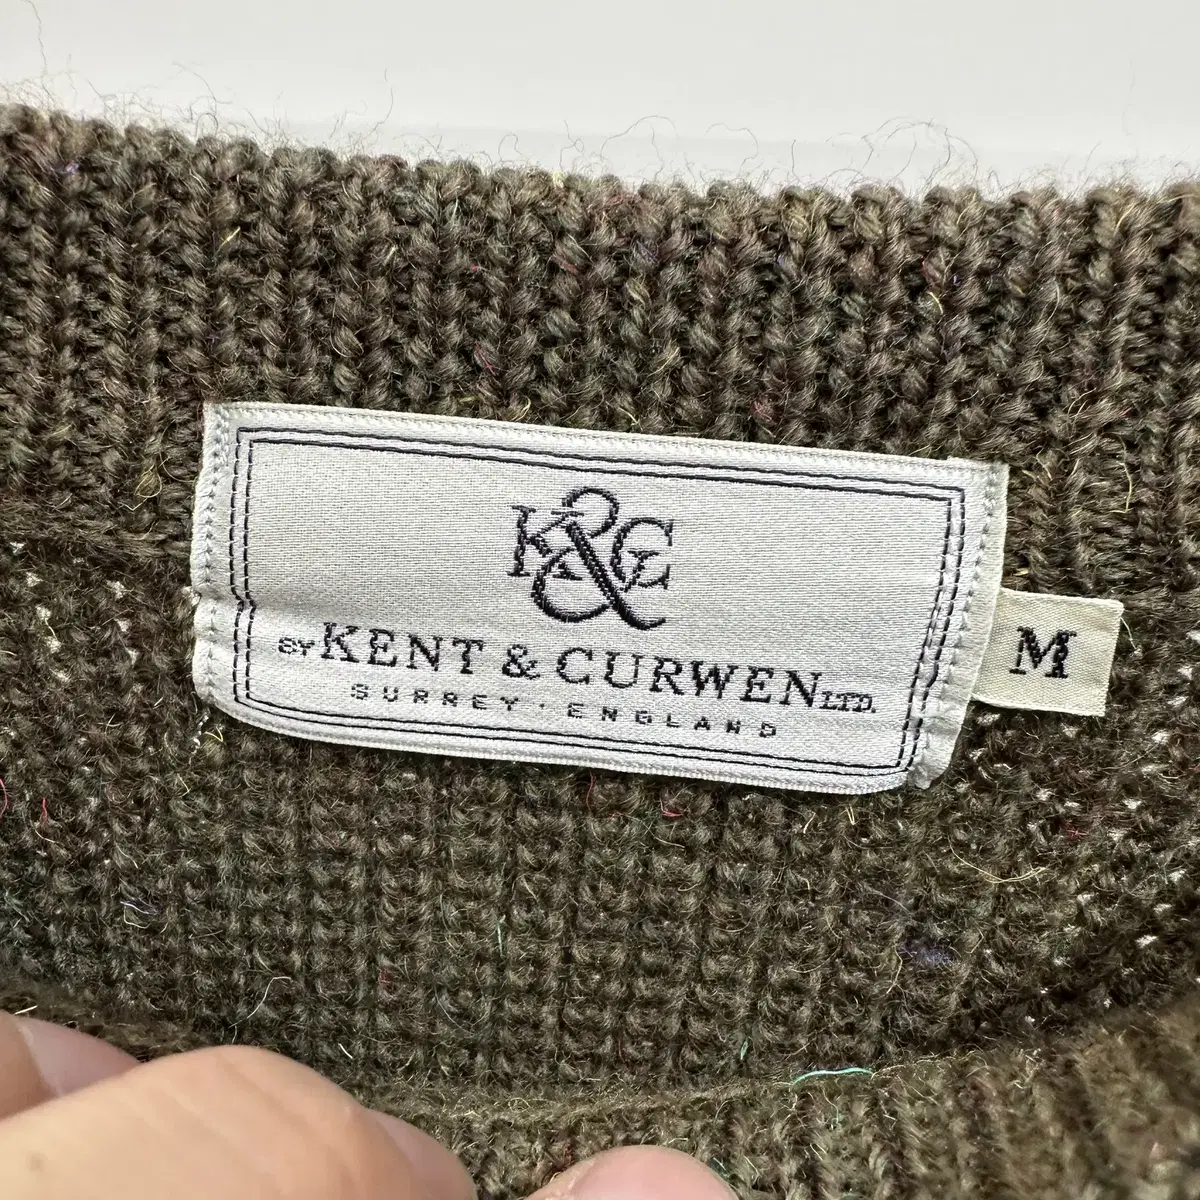 K&C
BY KENT & CURWEN LTD.
SURREY · ENGLAND
M